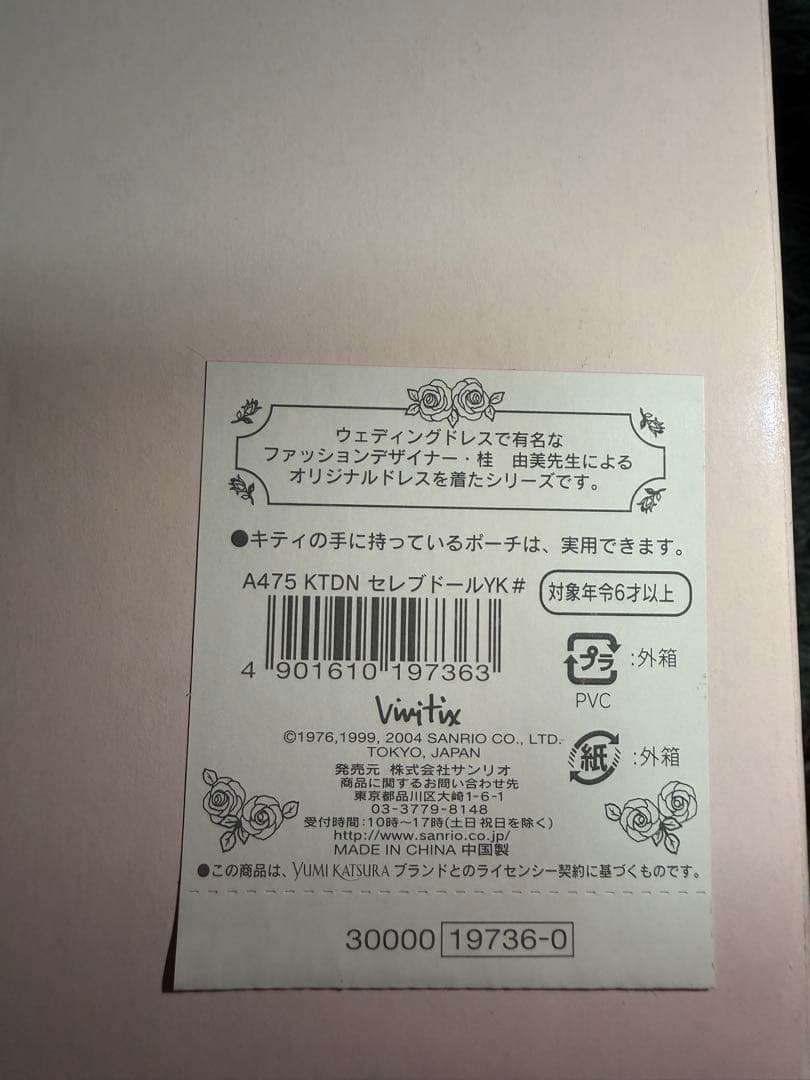 ウェディングドレスで有名な
ファッションデザイナー・桂 由美先生による
オリジナルドレスを着たシリーズです。
●キティの手に持っているポーチは、実用できます。
A475 KTDN セレブドールYK#
対象年令6才以上
4 901610 197363
プラ :外箱
PVC
紙 :外箱
Vivitix
©1976,1999, 2004 SANRIO CO., LTD.
TOKYO, JAPAN
発売元 株式会社サンリオ
商品に関するお問い合わせ先
東京都品川区大崎1-6-1
03-3779-8148
受付時間:10時〜17時(土日祝日を除く)
http://www.sanrio.co.jp/
MADE IN CHINA 中国製
●この商品は、YUMI KATSURA ブランドとのライセンシー契約に基づくものです。
30000 19736-0